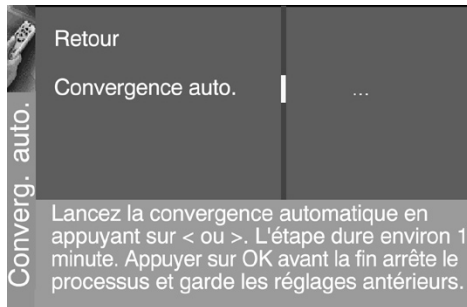 Retour
Convergence auto.
...
Converg. auto.
Lancez la convergence automatique en
appuyant sur < ou >. L'étape dure environ 1
minute. Appuyer sur OK avant la fin arrête le
processus et garde les réglages antérieurs.